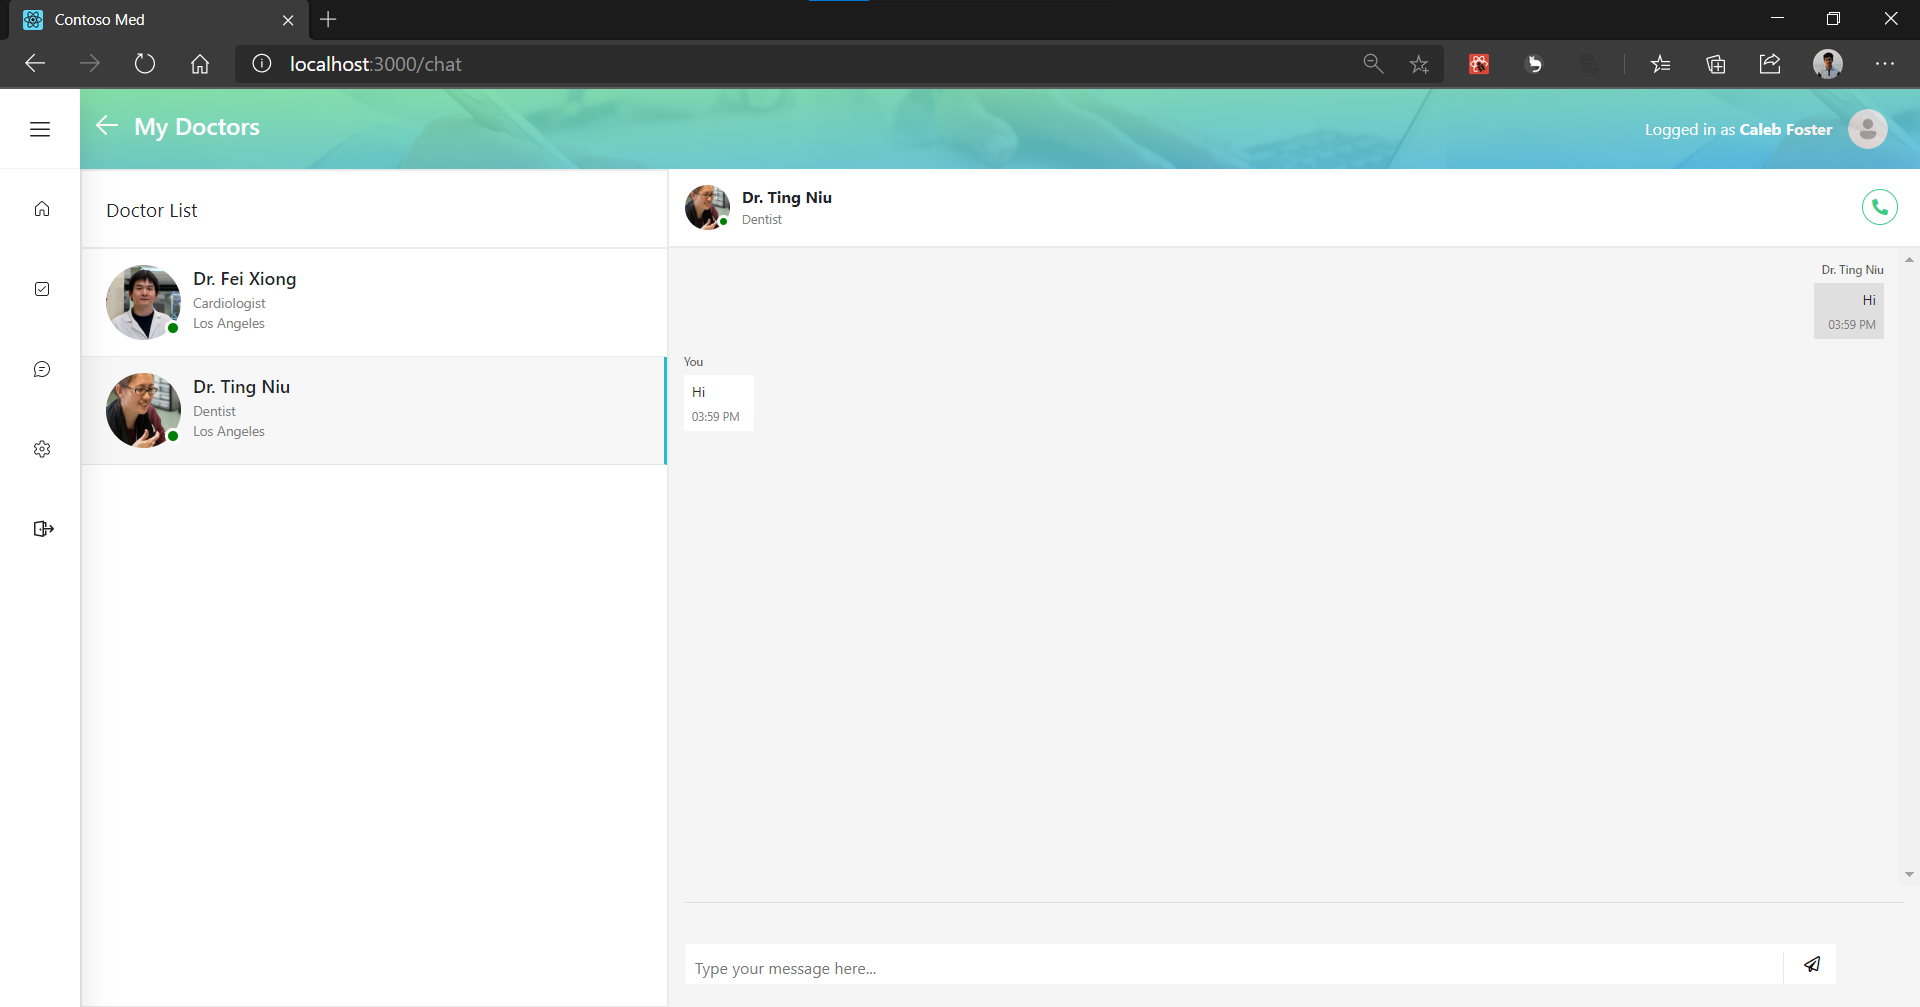 Contoso Med
localhost:3000/chat
My Doctors
Logged in as Caleb Foster
Doctor List
Dr. Fei Xiong
Cardiologist
Los Angeles
Dr. Ting Niu
Dentist
Los Angeles
Dr. Ting Niu
Dentist
Dr. Ting Niu
Hi
03:59 PM
You
Hi
03:59 PM
Type your message here...